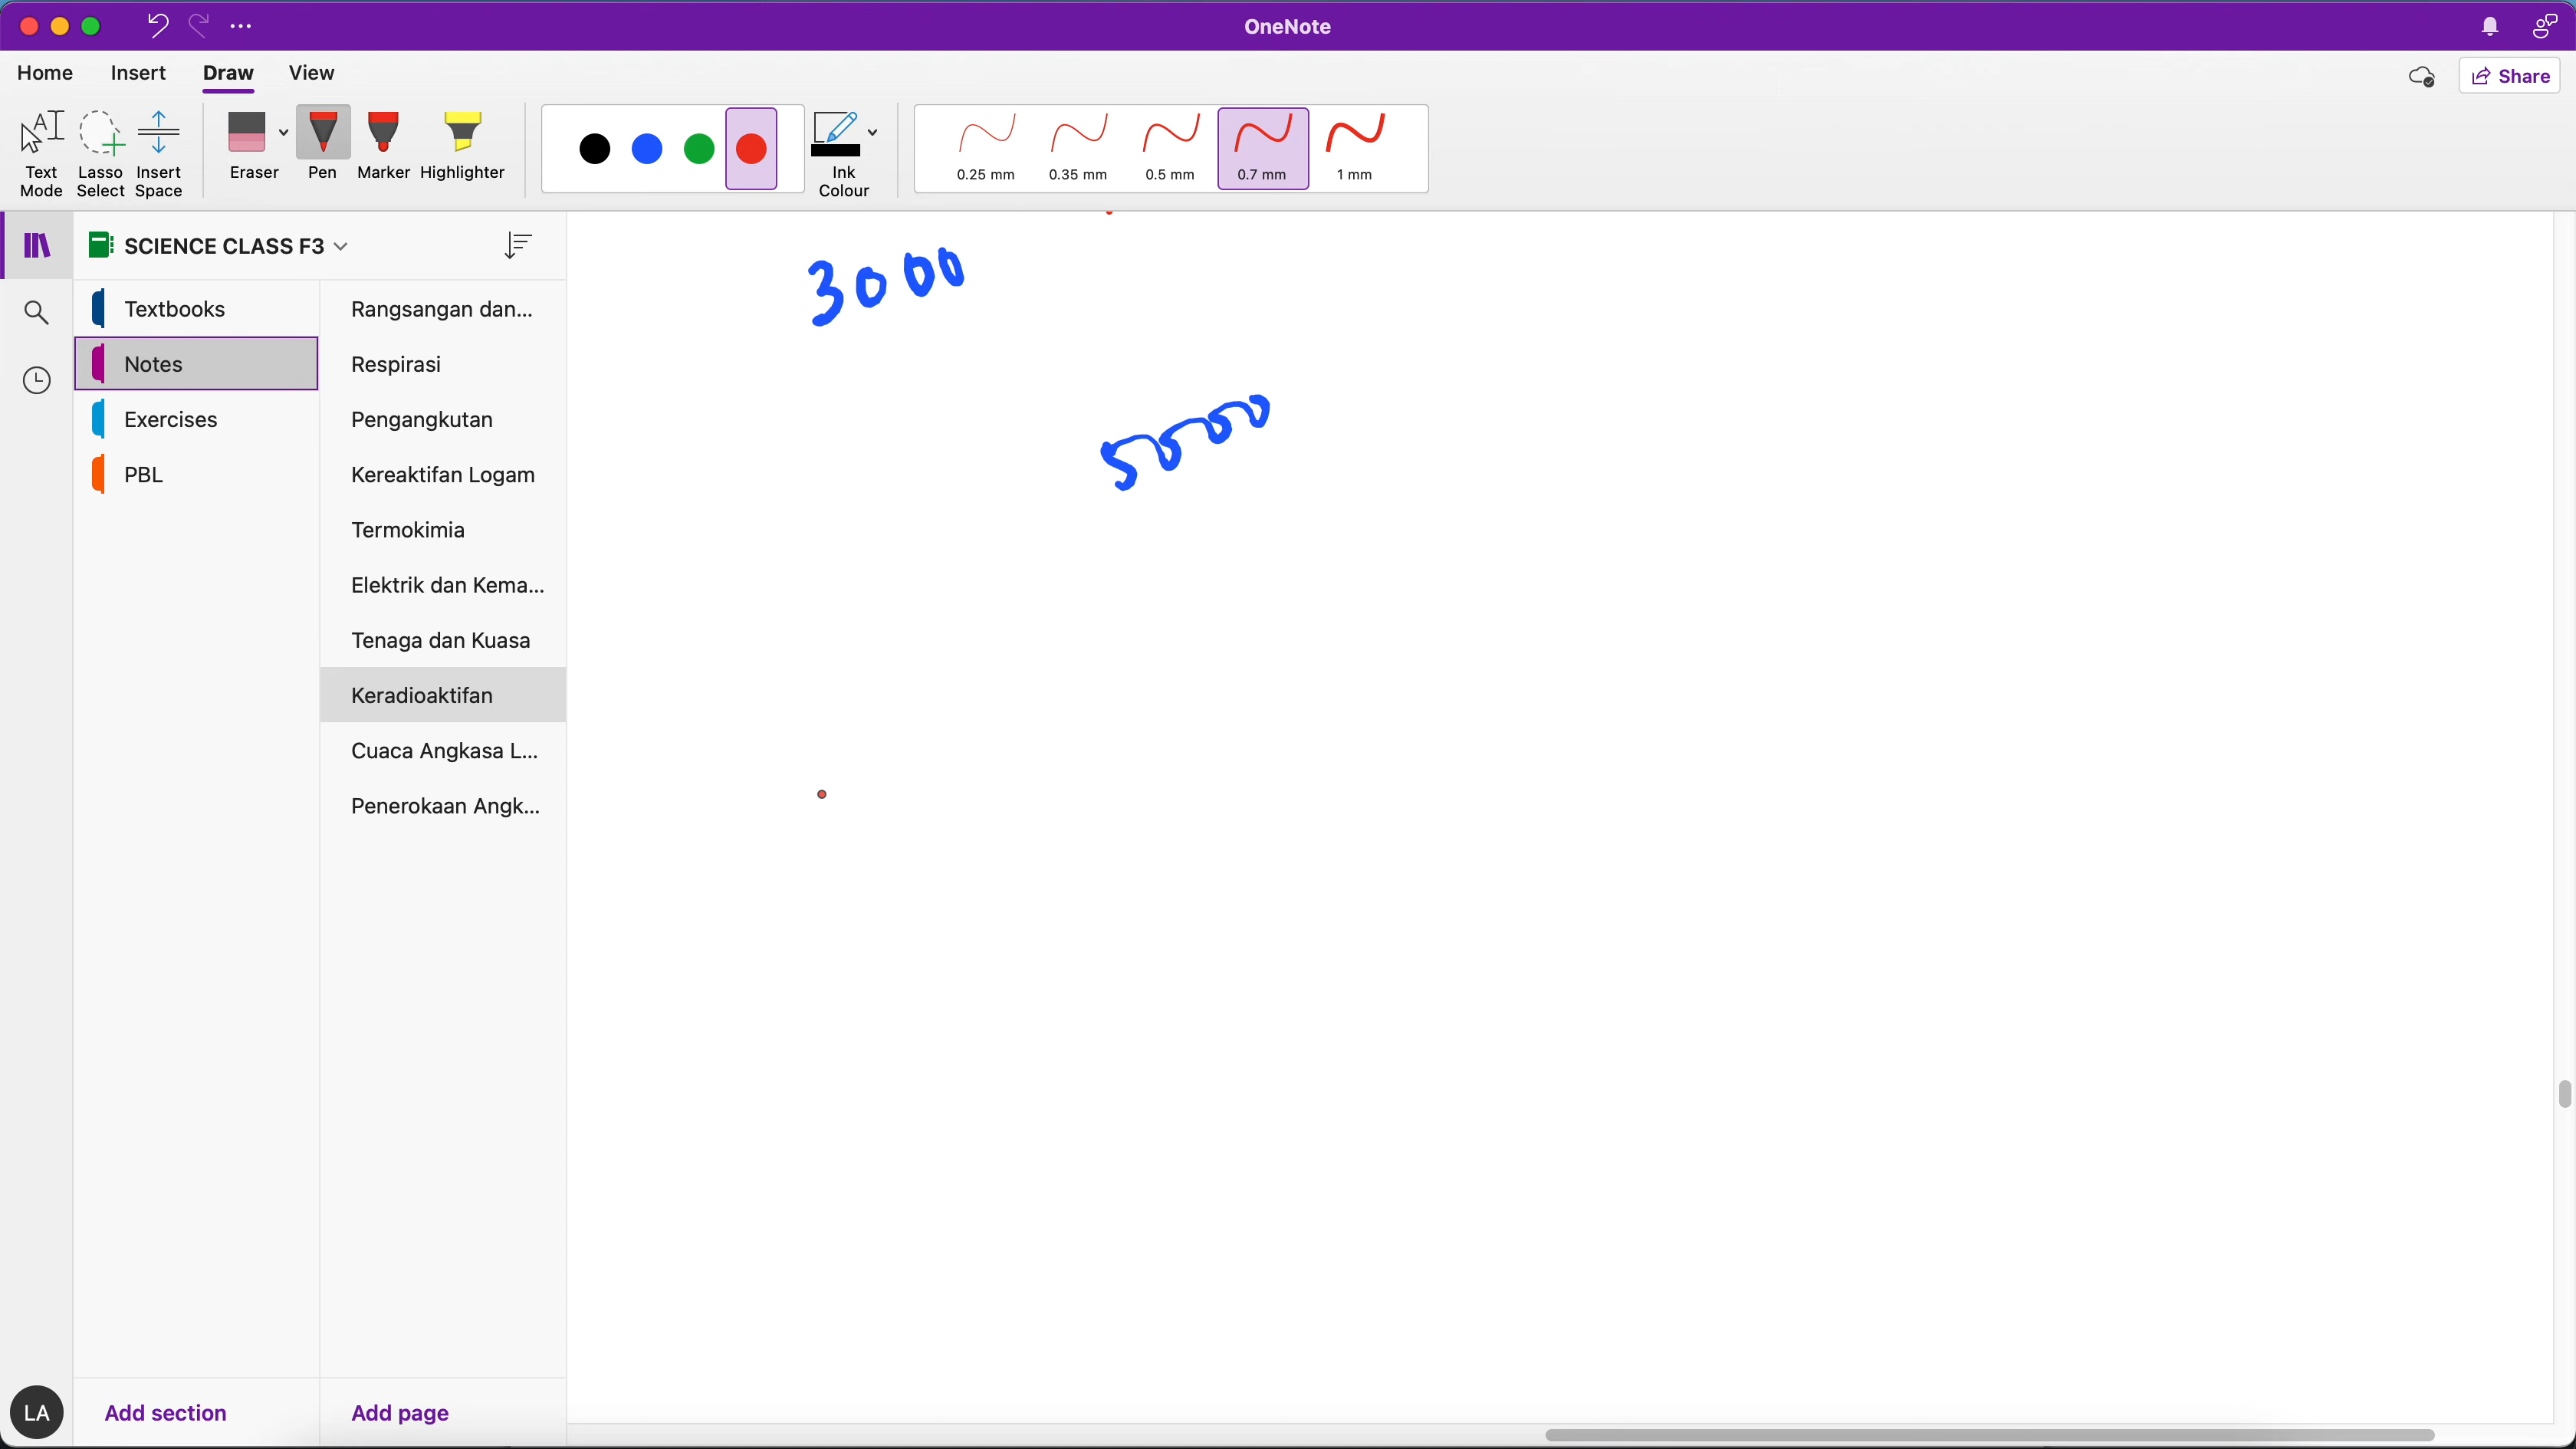 OneNote
Home Insert Draw View
Share
Text Mode
Lasso Select
Insert Space
Eraser
Pen
Marker
Highlighter
Ink Colour
0.25 mm
0.35 mm
0.5 mm
0.7 mm
1 mm
SCIENCE CLASS F3
Textbooks
Notes
Exercises
PBL
Rangsangan dan...
Respirasi
Pengangkutan
Kereaktifan Logam
Termokimia
Elektrik dan Kema...
Tenaga dan Kuasa
Keradioaktifan
Cuaca Angkasa L...
Penerokaan Angk...
3000
5000
LA
Add section
Add page